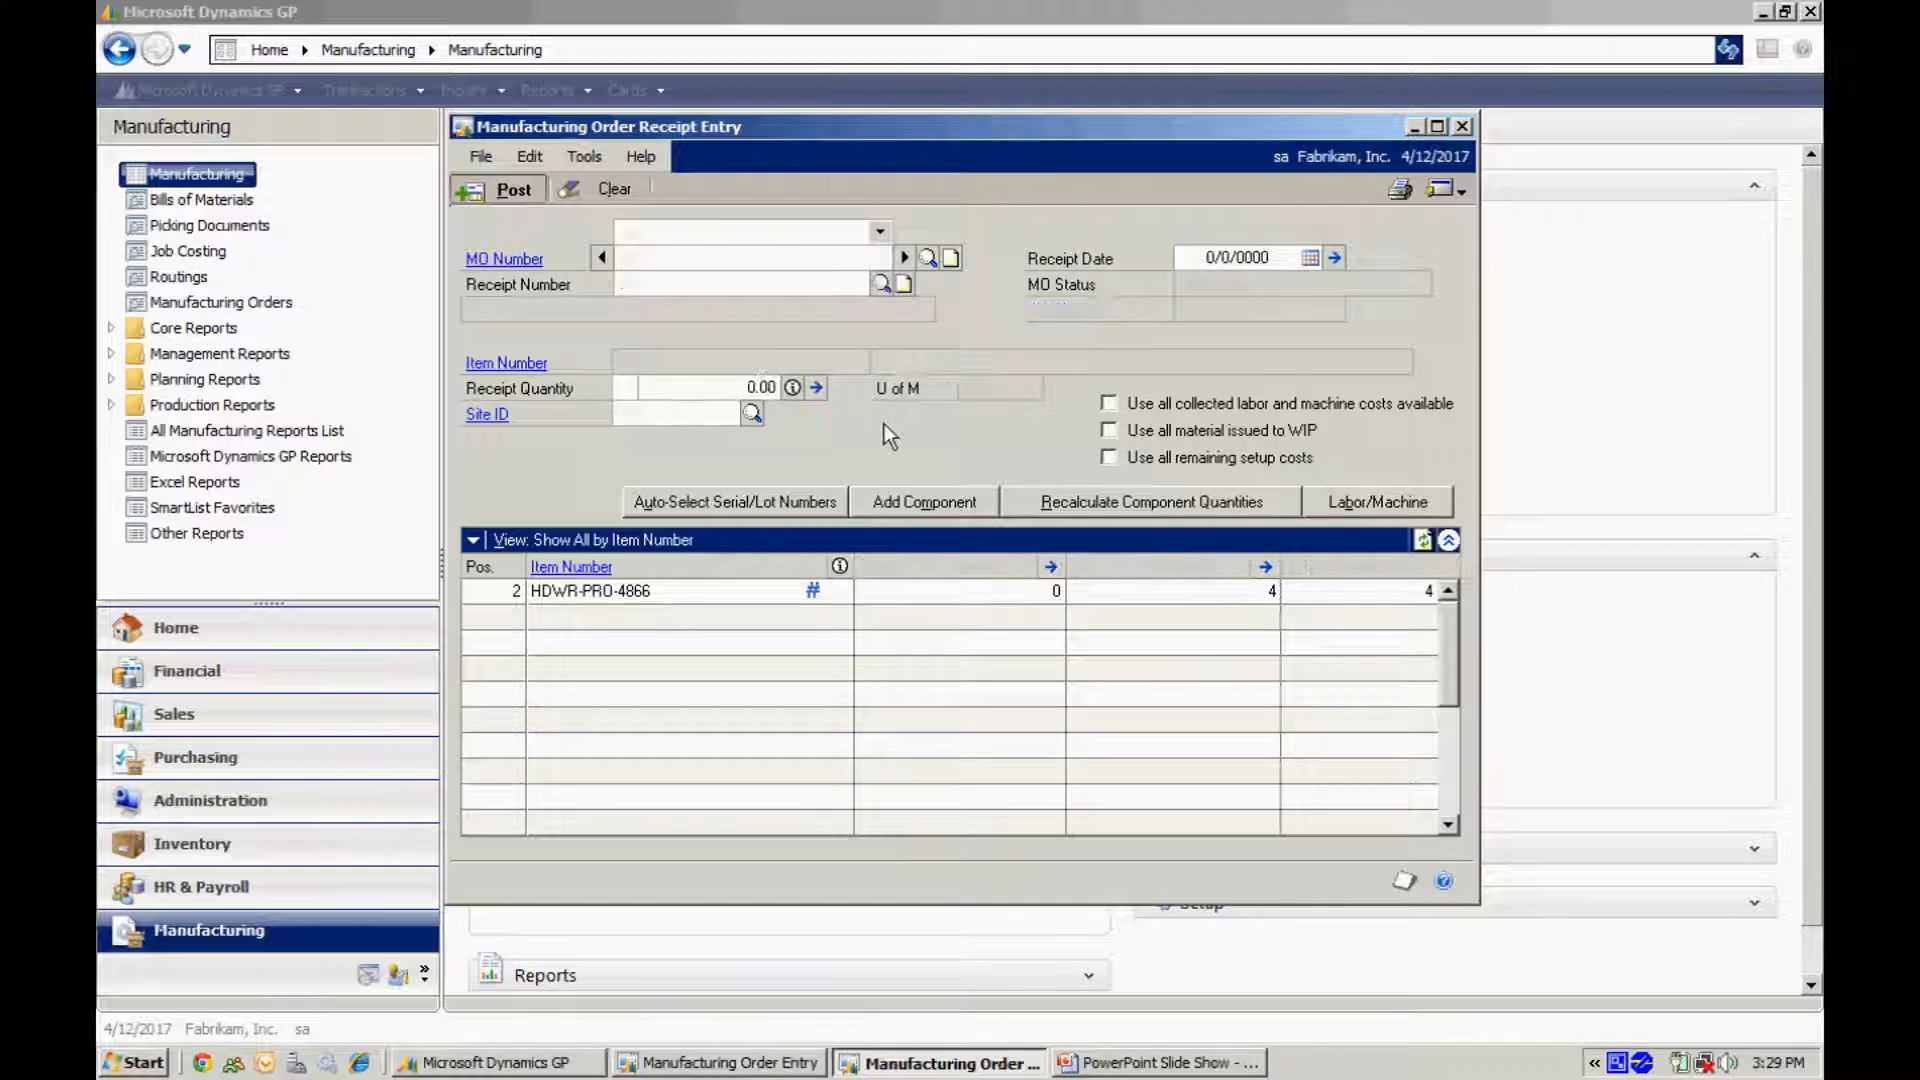 Microsoft Dynamics GP
Home Manufacturing Manufacturing
Microsoft Dynamics GP Transactions Inquiry Reports Cards
Manufacturing
Manufacturing
Bills of Materials
Picking Documents
Job Costing
Routings
Manufacturing Orders
Core Reports
Management Reports
Planning Reports
Production Reports
All Manufacturing Reports List
Microsoft Dynamics GP Reports
Excel Reports
SmartList Favorites
Other Reports
Home
Financial
Sales
Purchasing
Administration
Inventory
HR & Payroll
Manufacturing
Manufacturing Order Receipt Entry
File Edit Tools Help
sa Fabrikam, Inc. 4/12/2017
Post Clear
MO Number
Receipt Date 0/0/0000
Receipt Number
MO Status
Item Number
Receipt Quantity 0.00 U of M
Site ID
Use all collected labor and machine costs available
Use all material issued to WIP
Use all remaining setup costs
Auto-Select Serial/Lot Numbers Add Component Recalculate Component Quantities Labor/Machine
View: Show All by Item Number
Pos. Item Number
2 HDWR-PRO-4866 # 0 4 4
Setup
Reports
4/12/2017 Fabrikam, Inc. sa
Start Microsoft Dynamics GP Manufacturing Order Entry Manufacturing Order ... PowerPoint Slide Show - ... « 3:29 PM